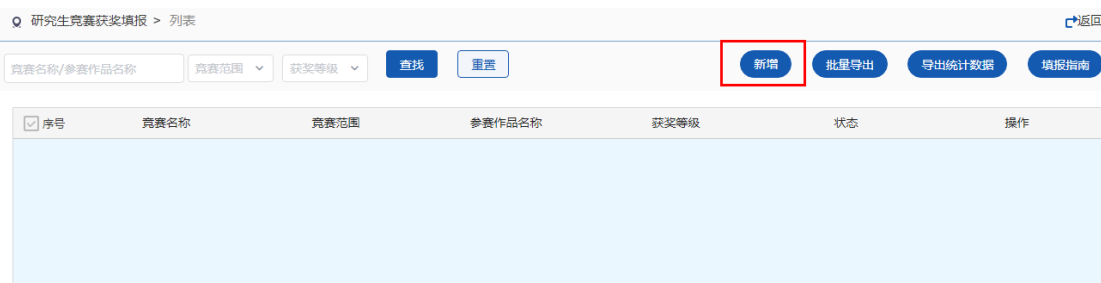 研究生竞赛获奖填报 > 列表 返回
竞赛名称/参赛作品名称 竞赛范围 获奖等级 查找 重置 新增 批量导出 导出统计数据 填报指南
序号 竞赛名称 竞赛范围 参赛作品名称 获奖等级 状态 操作